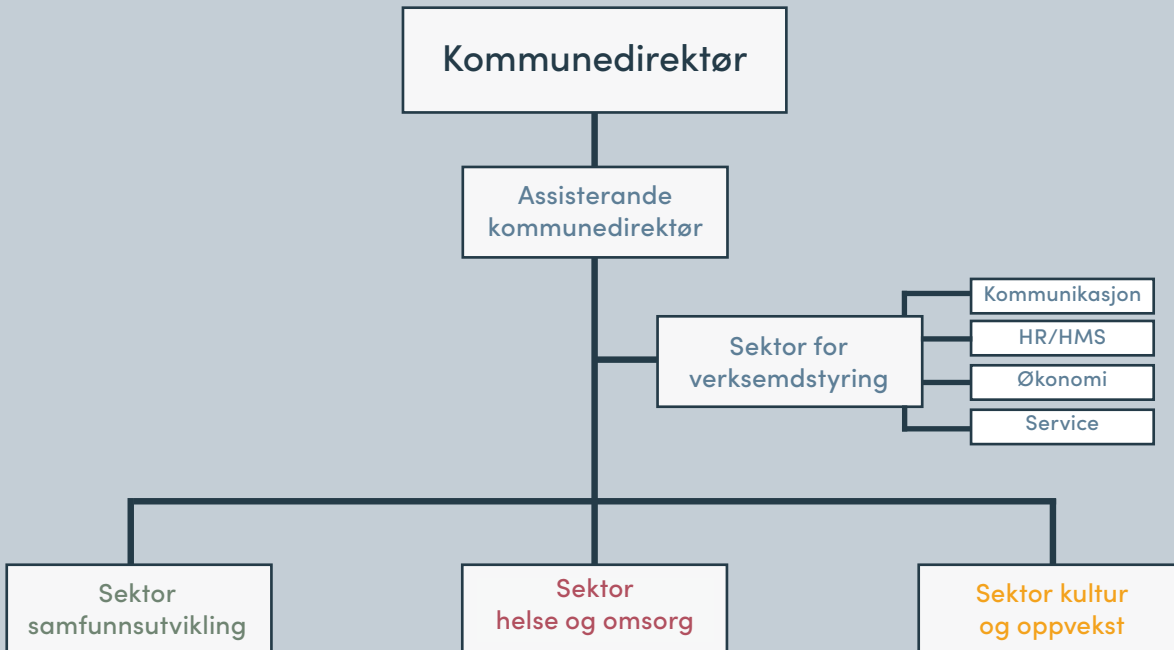 Kommunedirektør
Assisterande
kommunedirektør
Kommunikasjon
HR/HMS
Sektor for
verksemdstyring
Økonomi
Service
Sektor
samfunnsutvikling
Sektor
helse og omsorg
Sektor kultur
og oppvekst